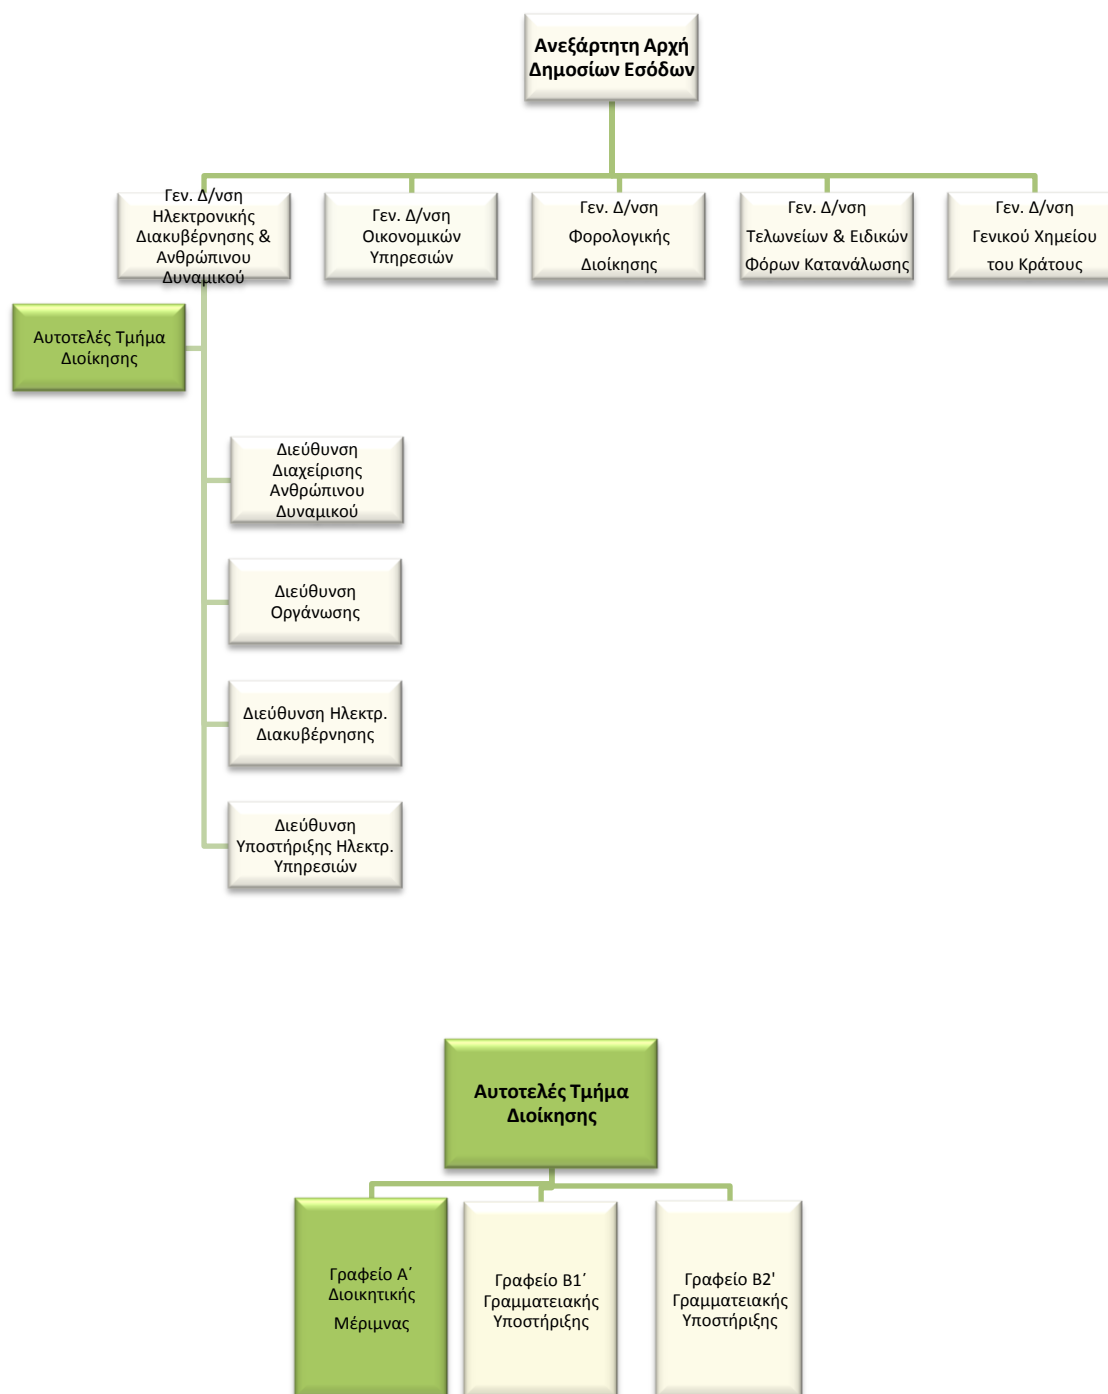 Ανεξάρτητη Αρχή
Δημοσίων Εσόδων
Γεν. Δ/νση
Ηλεκτρονικής
Διακυβέρνησης &
Ανθρώπινου
Δυναμικού
Γεν. Δ/νση
Οικονομικών
Υπηρεσιών
Γεν. Δ/νση
Φορολογικής
Διοίκησης
Γεν. Δ/νση
Τελωνείων & Ειδικών
Φόρων Κατανάλωσης
Γεν. Δ/νση
Γενικού Χημείου
του Κράτους
Αυτοτελές Τμήμα
Διοίκησης
Διεύθυνση
Διαχείρισης
Ανθρώπινου
Δυναμικού
Διεύθυνση
Οργάνωσης
Διεύθυνση Ηλεκτρ.
Διακυβέρνησης
Διεύθυνση
Υποστήριξης Ηλεκτρ.
Υπηρεσιών
Αυτοτελές Τμήμα
Διοίκησης
Γραφείο Α΄
Διοικητικής
Μέριμνας
Γραφείο Β1΄
Γραμματειακής
Υποστήριξης
Γραφείο Β2'
Γραμματειακής
Υποστήριξης